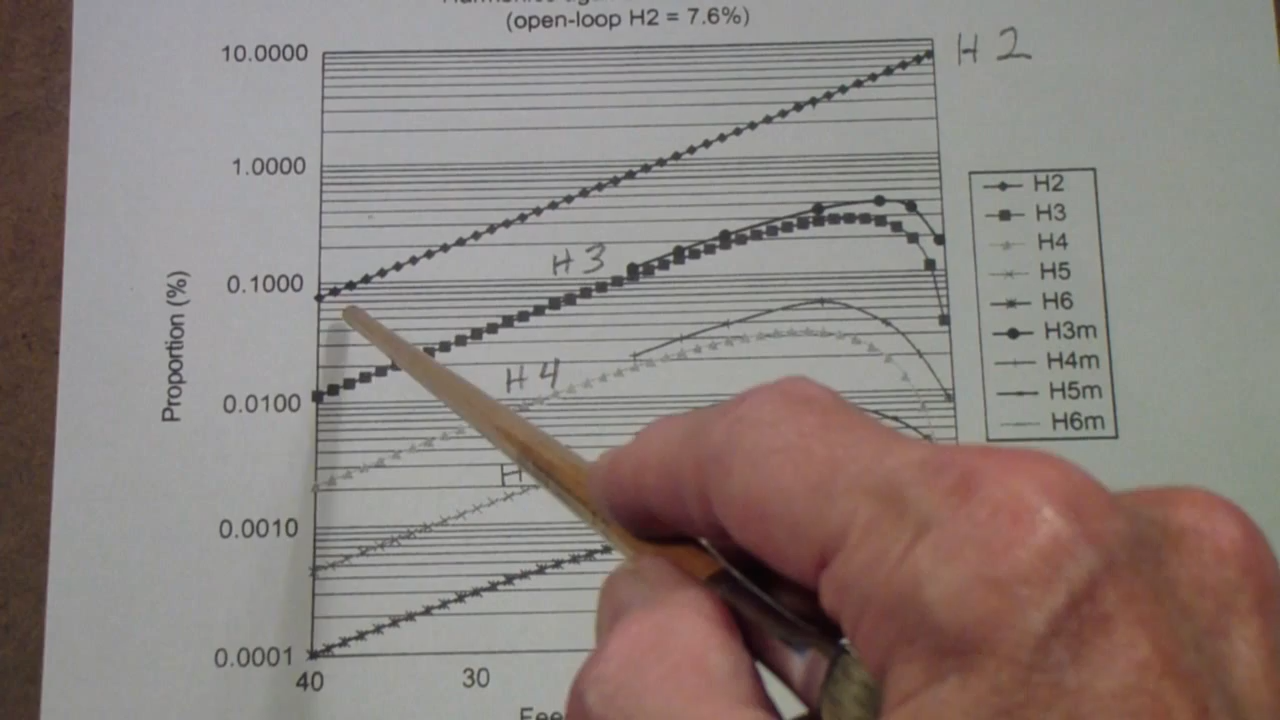 (open-loop H2 = 7.6%)
10.0000
H2
1.0000
H2
H3
H3
H4
0.1000
H5
Proportion (%)
H6
H3m
H4
H4m
0.0100
H5m
H6m
H
0.0010
0.0001
40
30